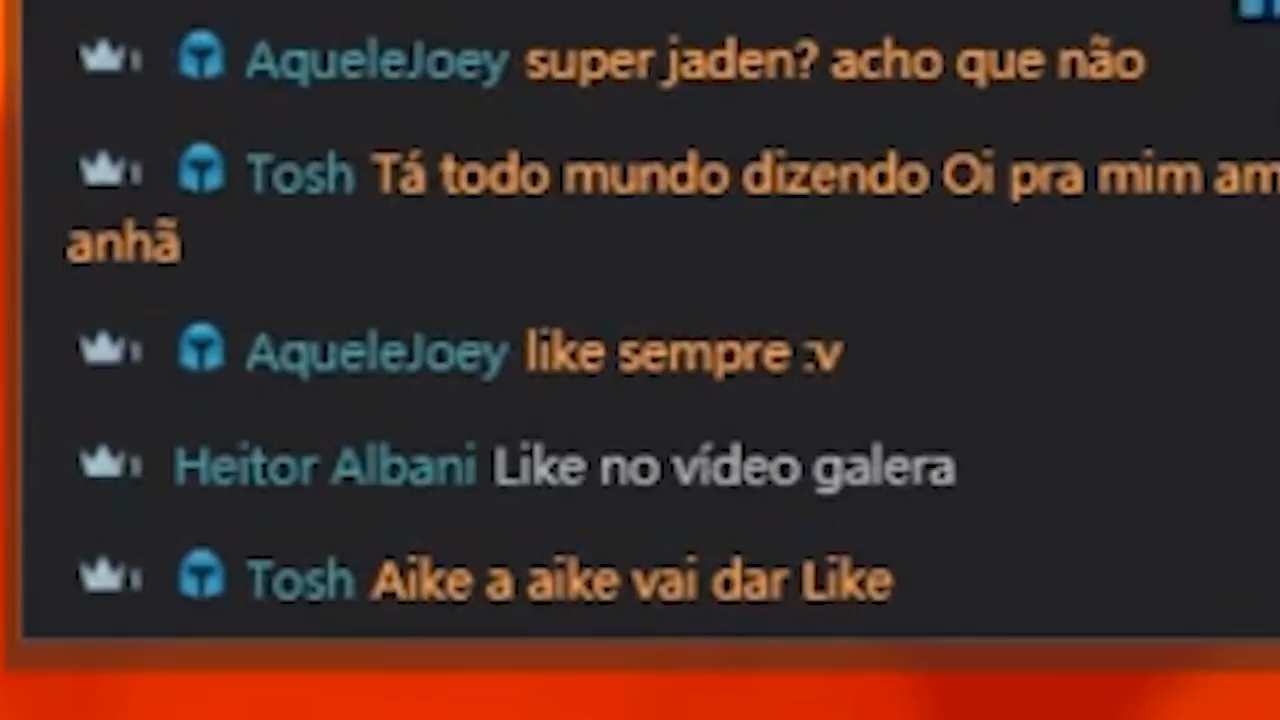 AqueleJoey super jaden? acho que não
Tosh Tá todo mundo dizendo Oi pra mim am
anhã
AqueleJoey like sempre :v
Heitor Albani Like no vídeo galera
Tosh Aike a aike vai dar Like